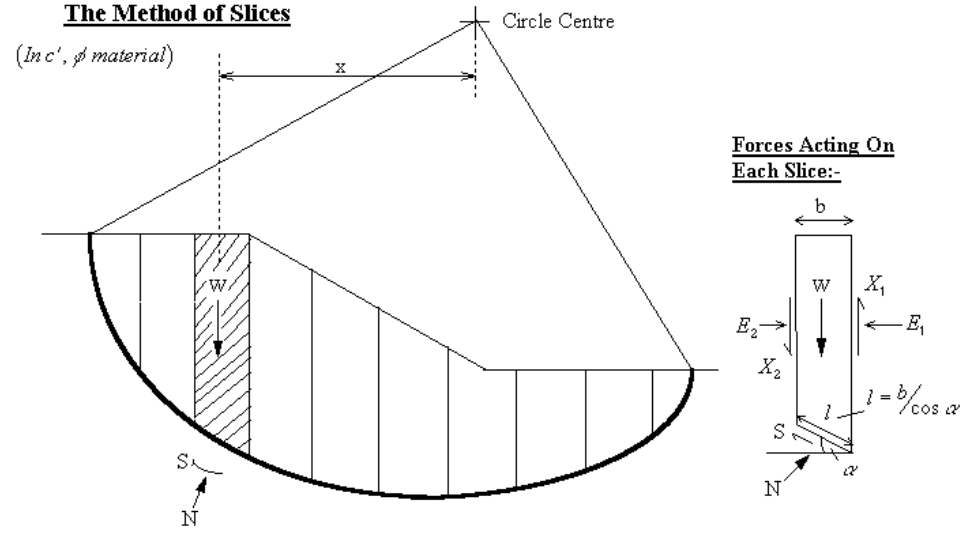 The Method of Slices
(In c', φ' material)
Circle Centre
x
W
S
N
Forces Acting On
Each Slice:-
b
W
X₁
E₂
E₁
X₂
l
l = b/cos α
S
α
N